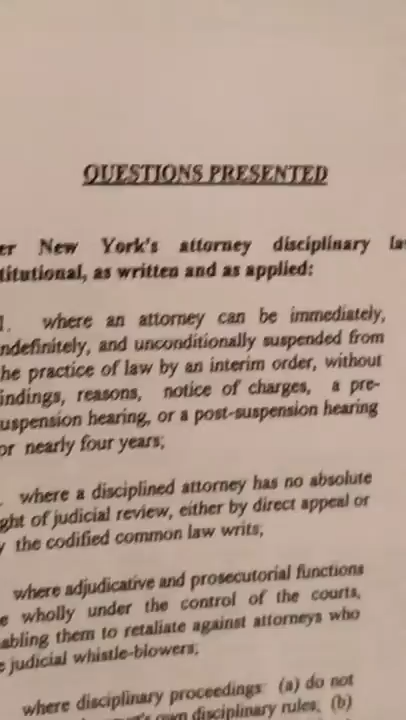 QUESTIONS PRESENTED
er New York's attorney disciplinary la
titutional, as written and as applied:
1. where an attorney can be immediately,
ndefinitely, and unconditionally suspended from
he practice of law by an interim order, without
indings, reasons, notice of charges, a pre-
uspension hearing, or a post-suspension hearing
or nearly four years;
. where a disciplined attorney has no absolute
ght of judicial review, either by direct appeal or
y the codified common law writs;
where adjudicative and prosecutorial functions
e wholly under the control of the courts,
abling them to retaliate against attorneys who
e judicial whistle-blowers;
where disciplinary proceedings: (a) do not
own disciplinary rules; (b)